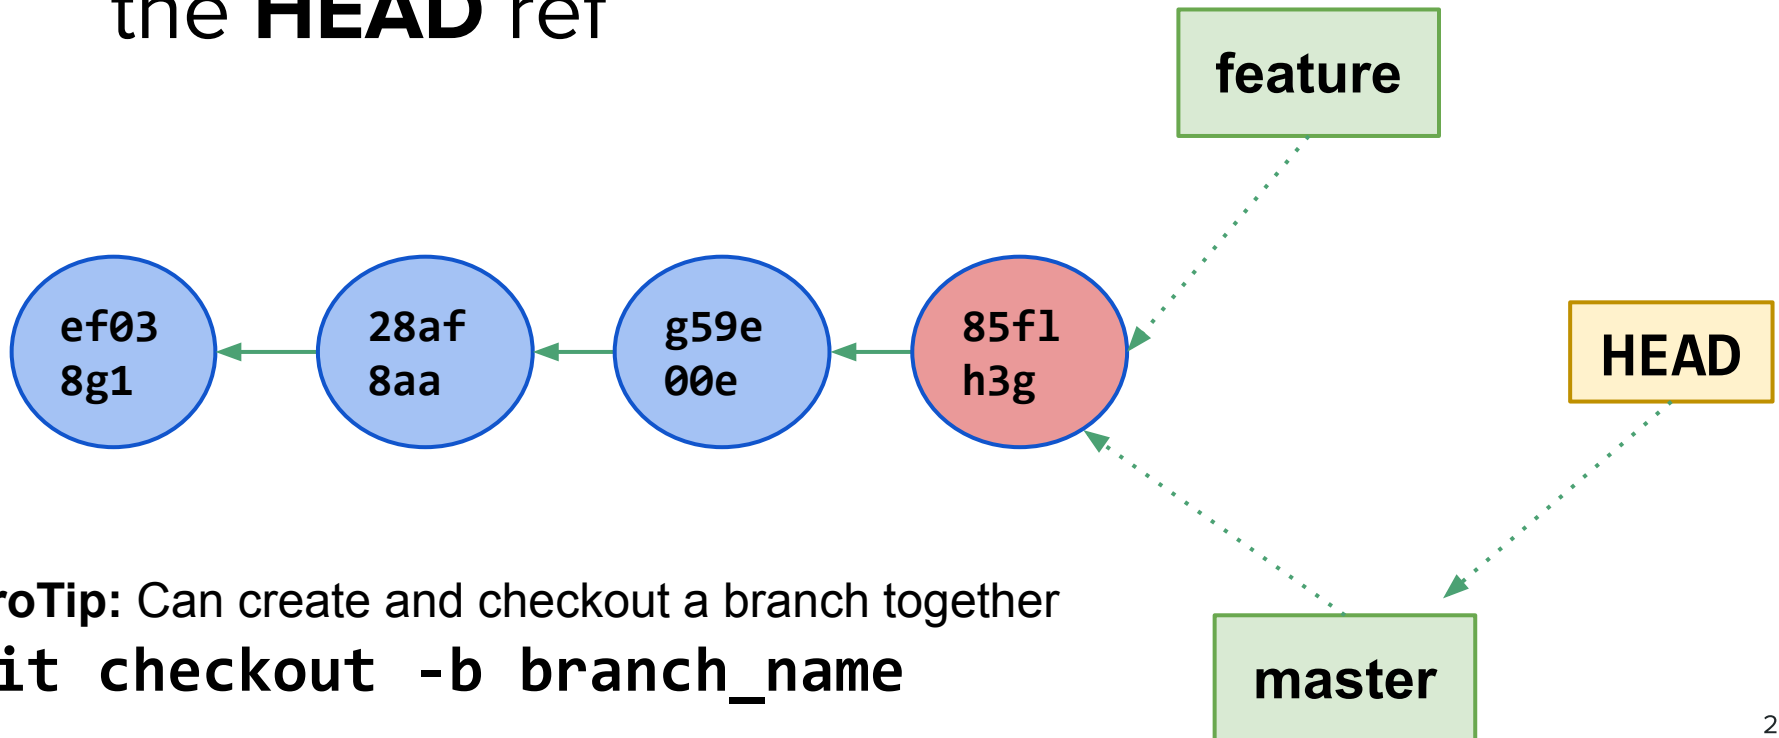 the HEAD ref
feature
ef03
8g1
28af
8aa
g59e
00e
85fl
h3g
HEAD
roTip: Can create and checkout a branch together
it checkout -b branch_name
master
2